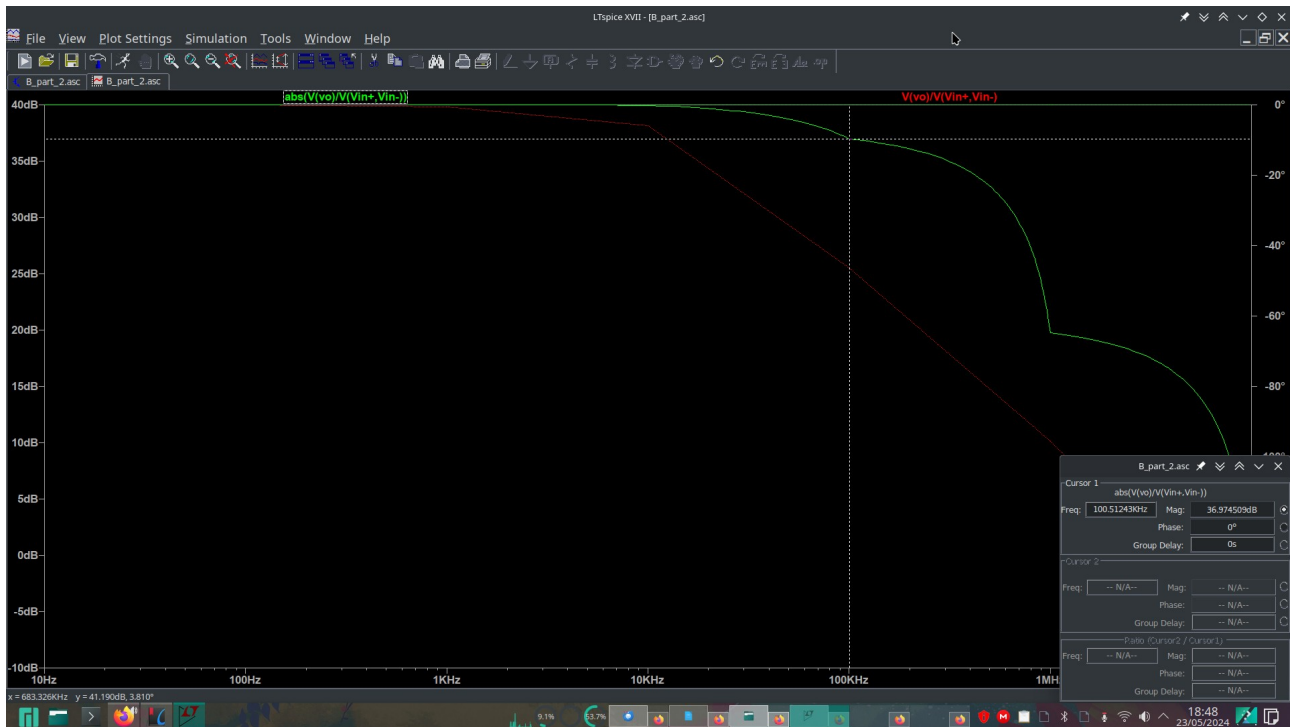 LTspice XVII - [B_part_2.asc]
File View Plot Settings Simulation Tools Window Help
B_part_2.asc B_part_2.asc
abs(V(vo)/V(Vin+,Vin-)) V(vo)/V(Vin+,Vin-)
40dB 0°
35dB
-20°
30dB
-40°
25dB
20dB -60°
15dB
-80°
10dB
5dB
0dB
-5dB
-10dB
10Hz 100Hz 1KHz 10KHz 100KHz
B_part_2.asc
Cursor 1
abs(V(vo)/V(Vin+,Vin-))
Freq: 100.51243KHz Mag: 36.974509dB
Phase: 0°
Group Delay: 0s
Cursor 2
Freq: -- N/A-- Mag: -- N/A--
Phase: -- N/A--
Group Delay: -- N/A--
Ratio (Cursor2 / Cursor1)
Freq: -- N/A-- Mag: -- N/A--
Phase: -- N/A--
Group Delay: -- N/A--
x = 683.326KHz y = 41.190dB, 3.810°
9.1% 53.7% 18:48
23/05/2024